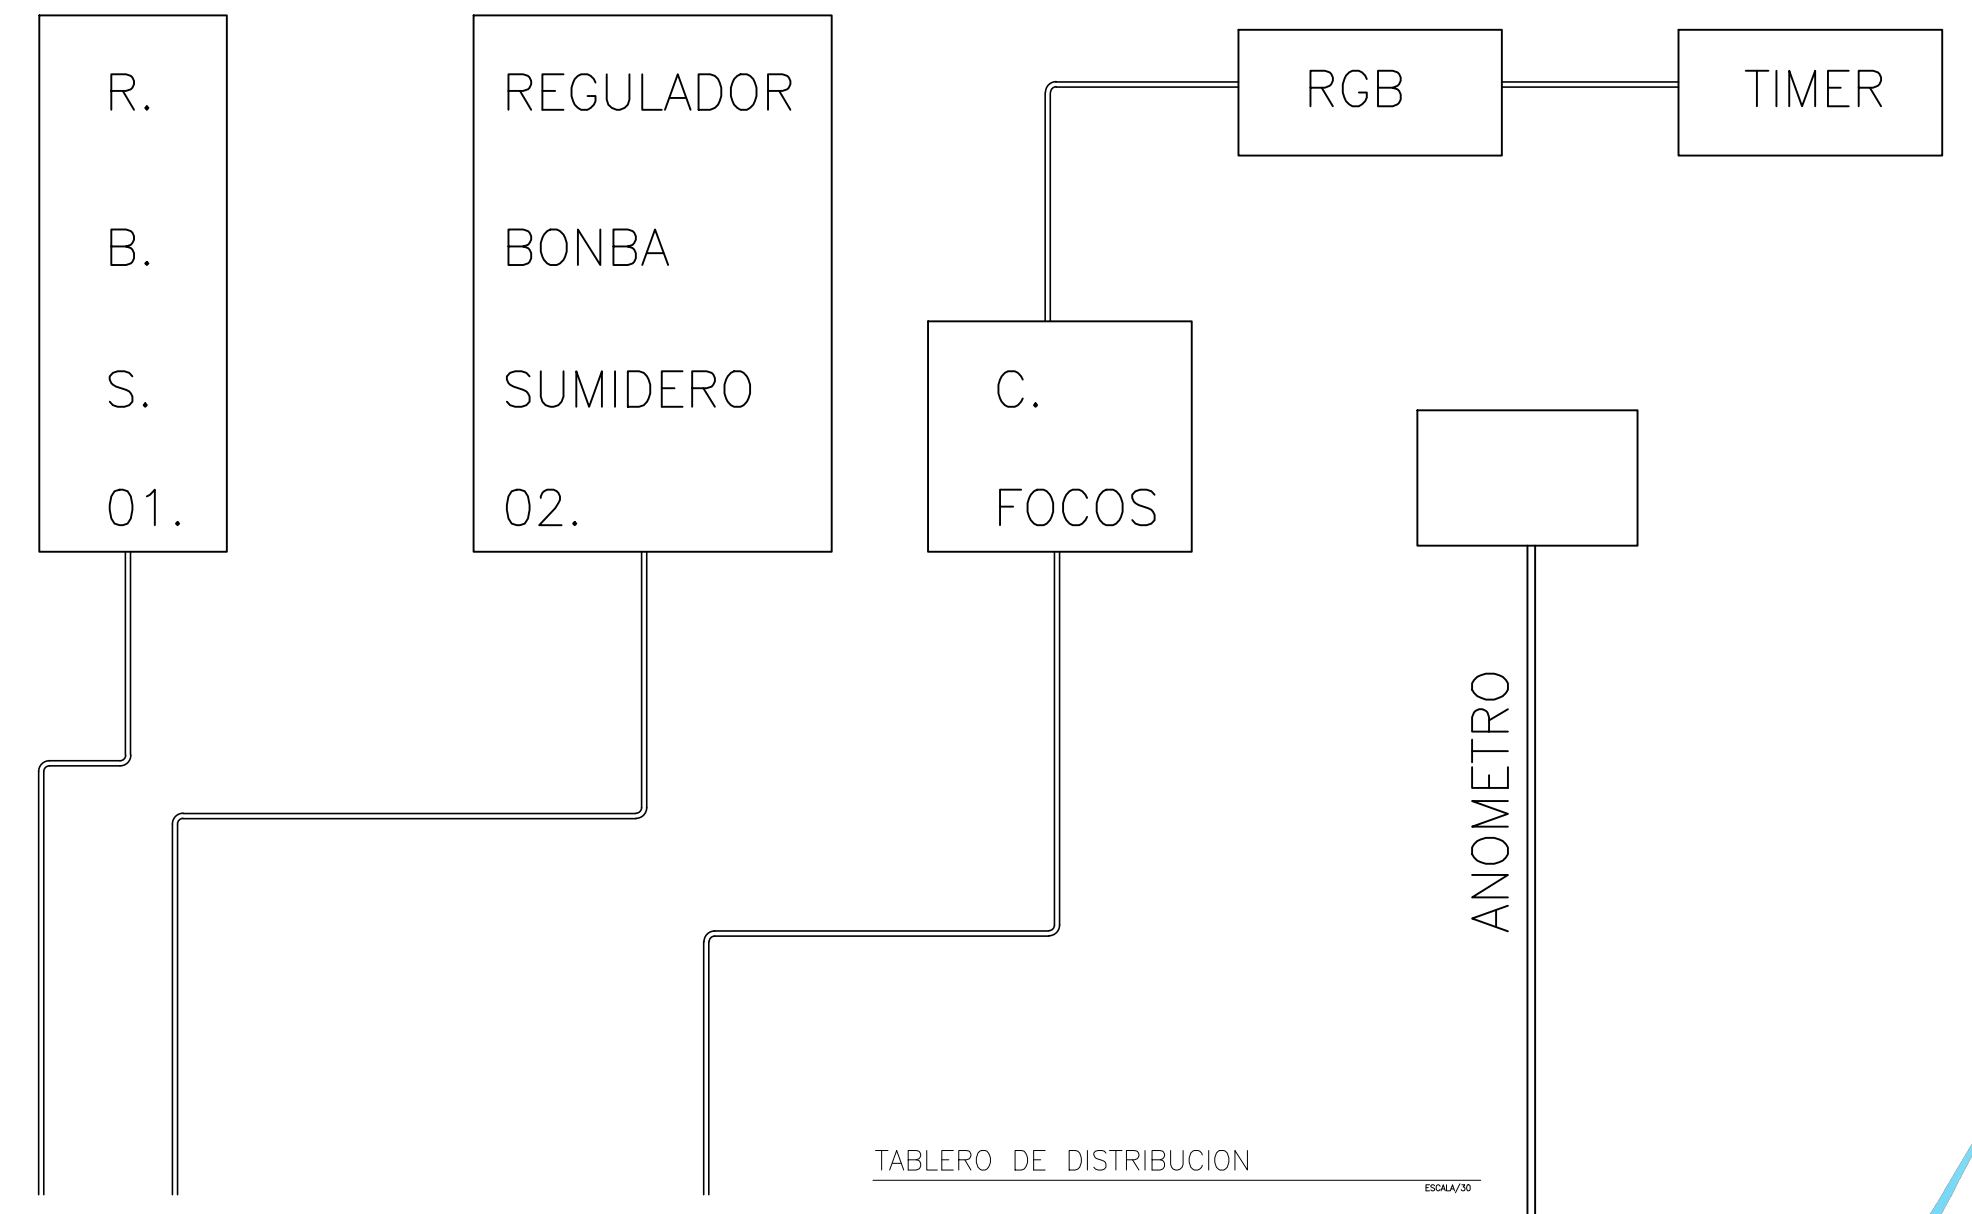 R.
B.
S.
01.
REGULADOR
BONBA
SUMIDERO
02.
C.
FOCOS
RGB
TIMER
ANOMETRO
TABLERO DE DISTRIBUCION
ESCALA/30